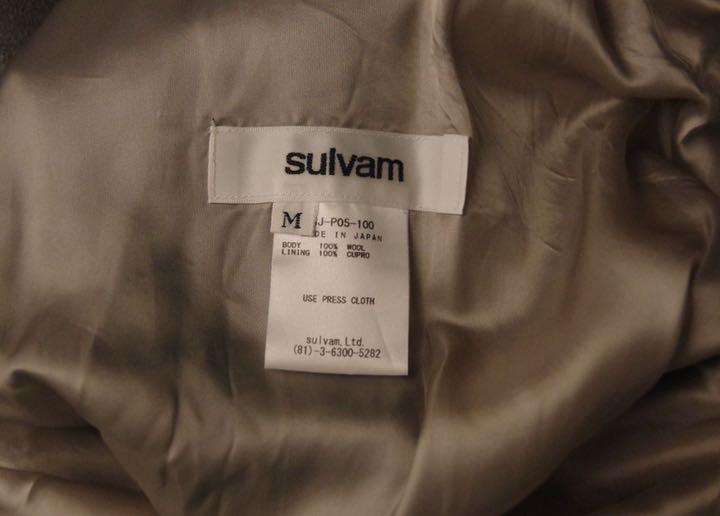 sulvam
M
J-P05-100
DE IN JAPAN
BODY 100% WOOL
LINING 100% CUPRO
USE PRESS CLOTH
sulvam.Ltd.
(81)-3-6300-5282